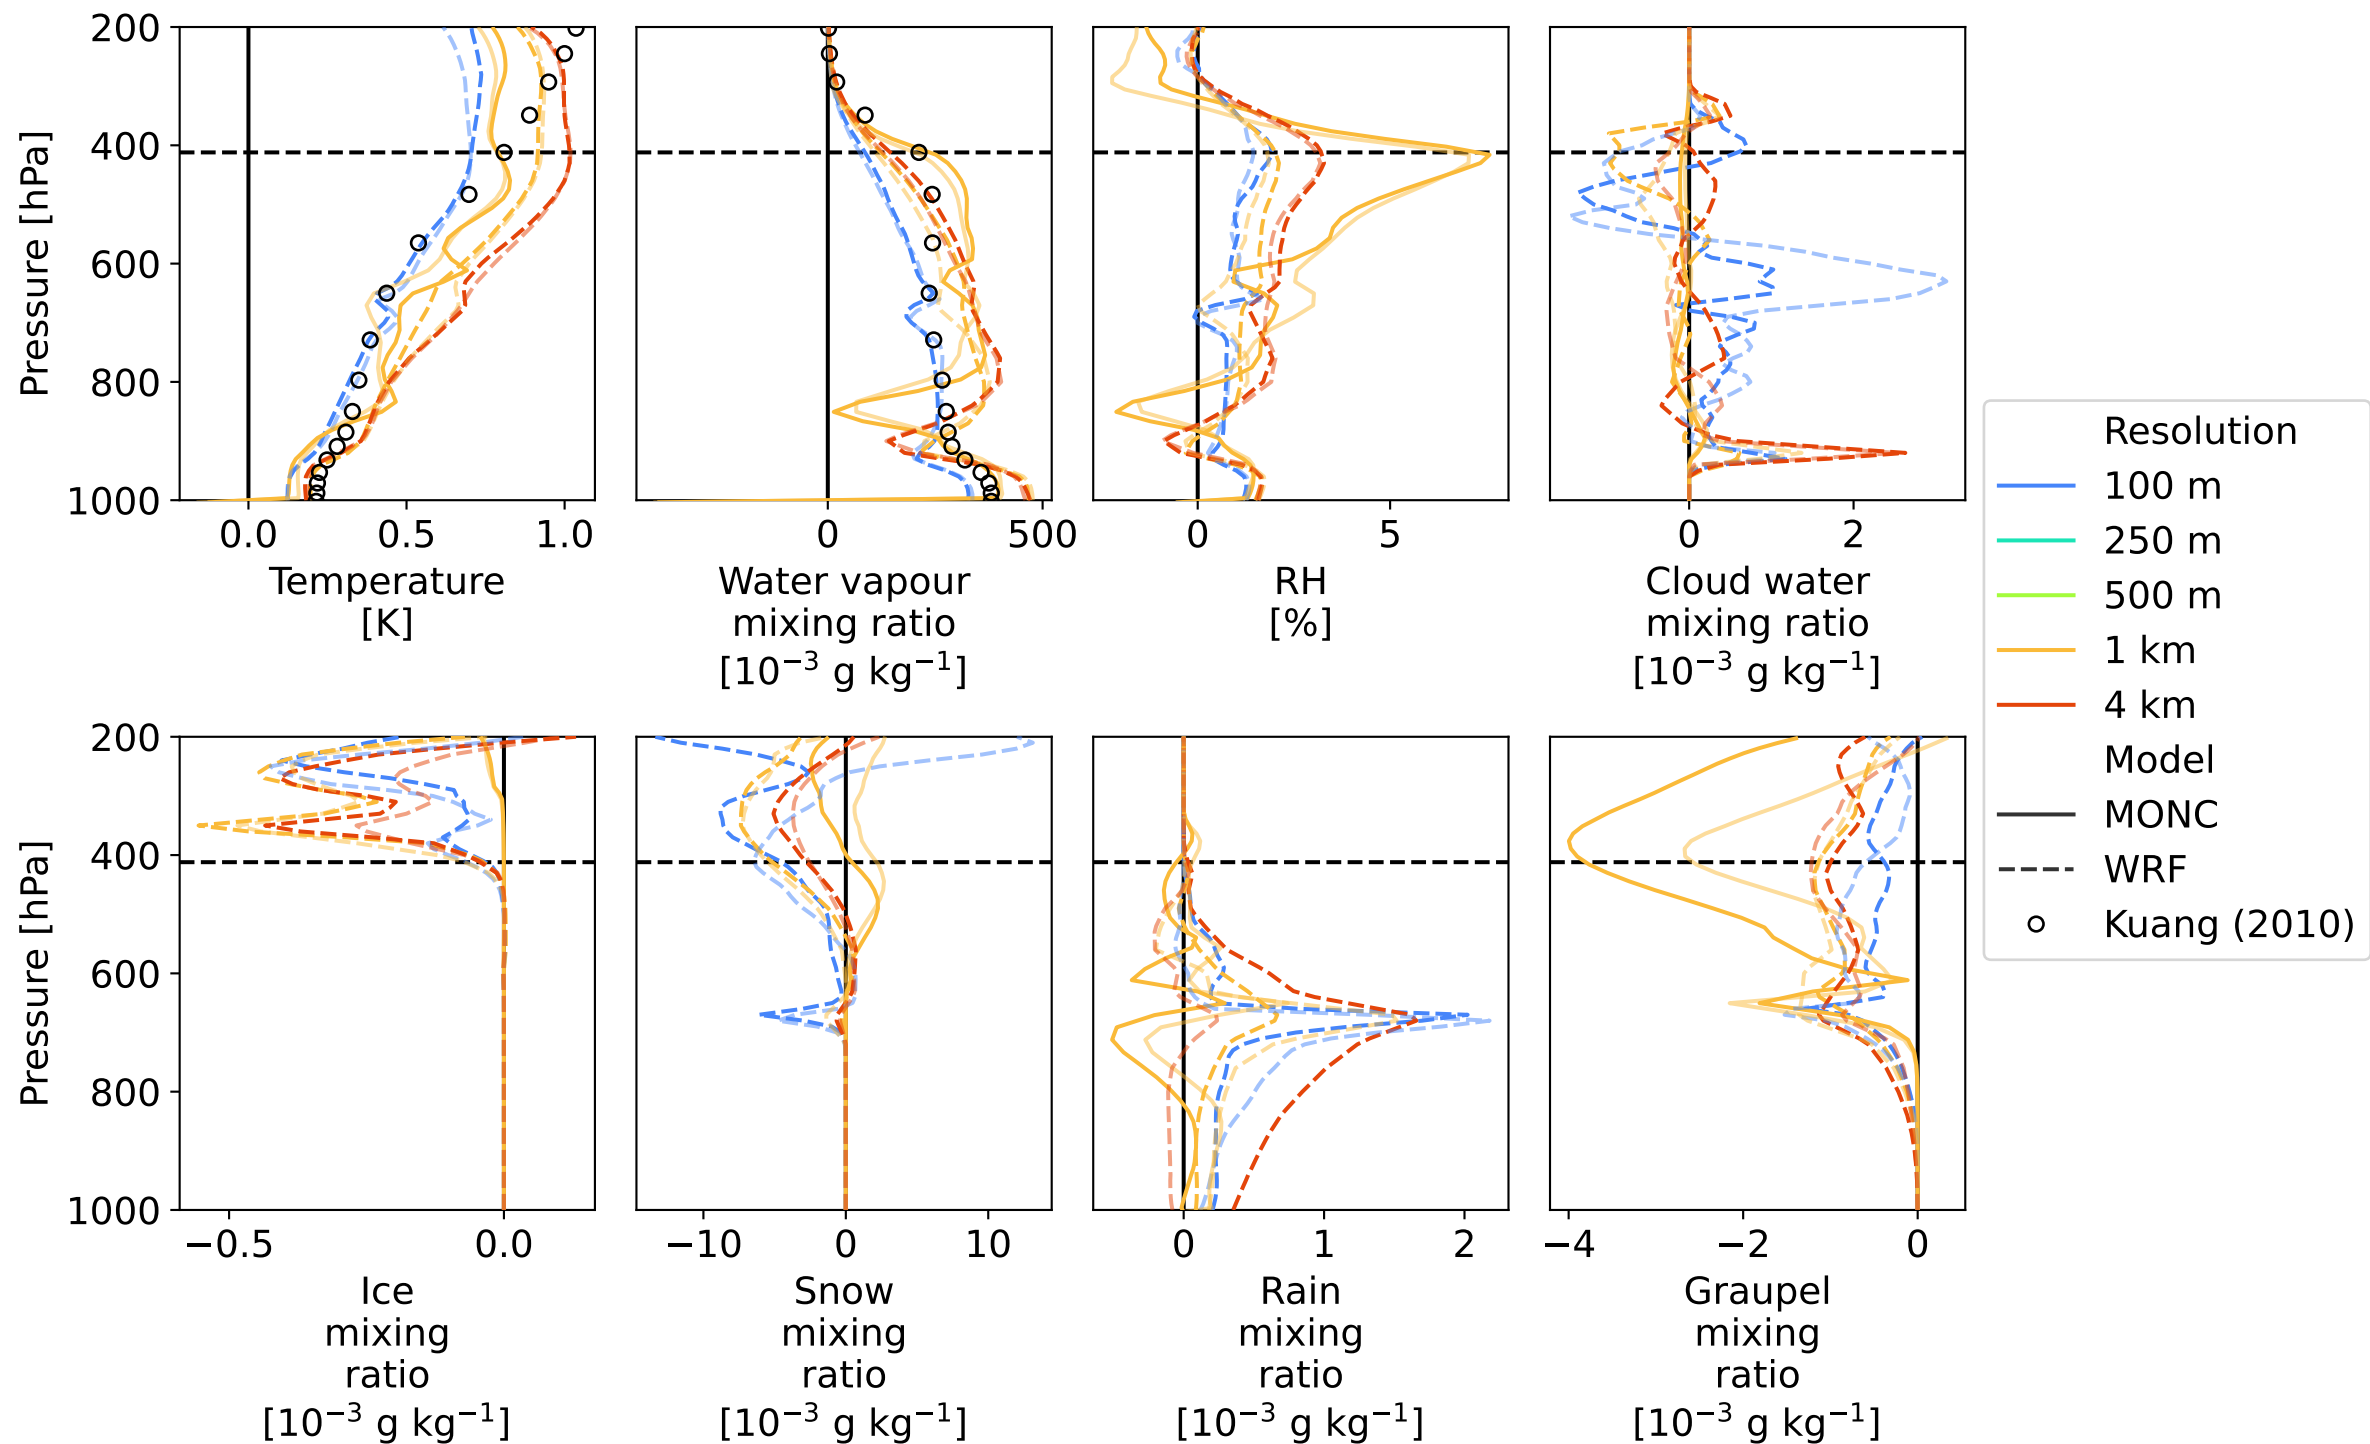 200
400
600
800
1000
Pressure [hPa]
0.0 0.5 1.0
Temperature
[K]
0 500
Water vapour
mixing ratio
[10⁻³ g kg⁻¹]
0 5
RH
[%]
0 2
Cloud water
mixing ratio
[10⁻³ g kg⁻¹]
200
400
600
800
1000
Pressure [hPa]
−0.5 0.0
Ice
mixing
ratio
[10⁻³ g kg⁻¹]
−10 0 10
Snow
mixing
ratio
[10⁻³ g kg⁻¹]
0 1 2
Rain
mixing
ratio
[10⁻³ g kg⁻¹]
−4 −2 0
Graupel
mixing
ratio
[10⁻³ g kg⁻¹]
Resolution
100 m
250 m
500 m
1 km
4 km
Model
MONC
WRF
Kuang (2010)